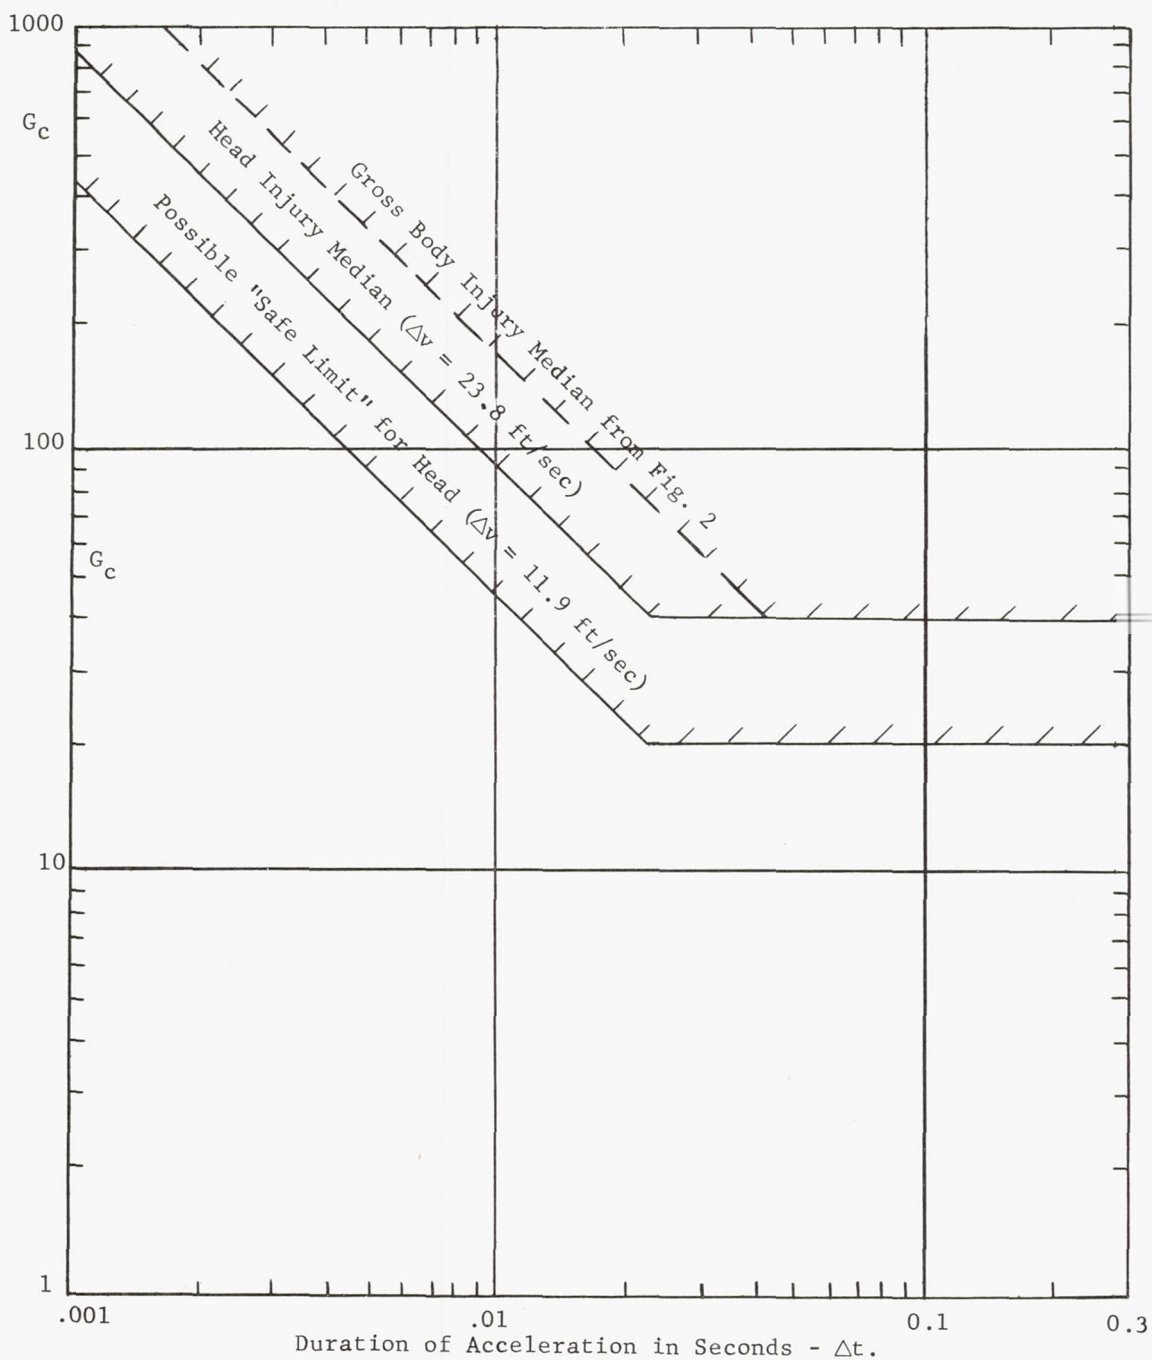 1000
Gc
Gross Body Injury Median from Fig. 2
Head Injury Median (Δv = 23.8 ft/sec)
Possible "Safe Limit" for Head (Δv = 11.9 ft/sec)
100
Gc
10
1
.001
.01
0.1
0.3
Duration of Acceleration in Seconds - Δt.